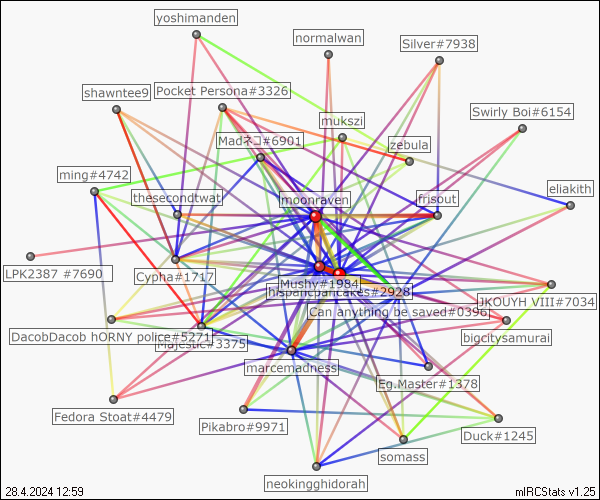 yoshimanden
normalwan
Silver#7938
shawntee9
Pocket Persona#3326
Swirly Boi#6154
mukszi
Madネコ#6901
zebula
ming#4742
eliakith
thesecondtwat
moonraven
frisout
LPK2387 #7690
Cypha#1717
Mushy#1984
hispancpancakes#2928
JKOUYH VIII#7034
Can anything be saved#0396
DacobDacob hORNY police#5271
Majestic#3375
bigcitysamurai
marcemadness
Eg.Master#1378
Fedora Stoat#4479
Pikabro#9971
Duck#1245
somass
neokingghidorah
28.4.2024 12:59
mIRCStats v1.25